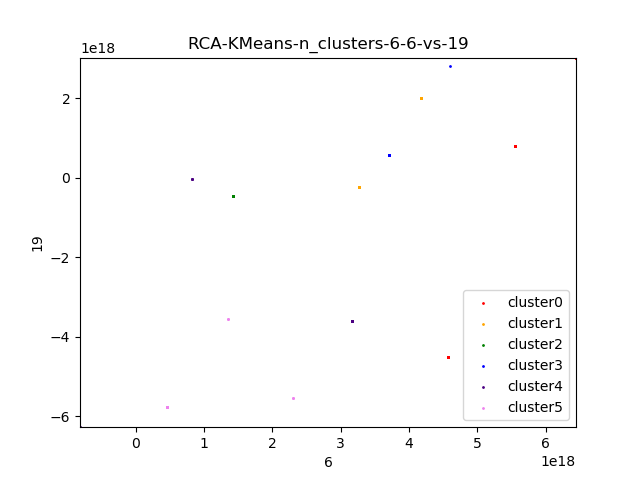 RCA-KMeans-n_clusters-6-6-vs-19
1e18
2
0
−2
−4
−6
19
0
1
2
3
4
5
6
6
1e18
cluster0
cluster1
cluster2
cluster3
cluster4
cluster5